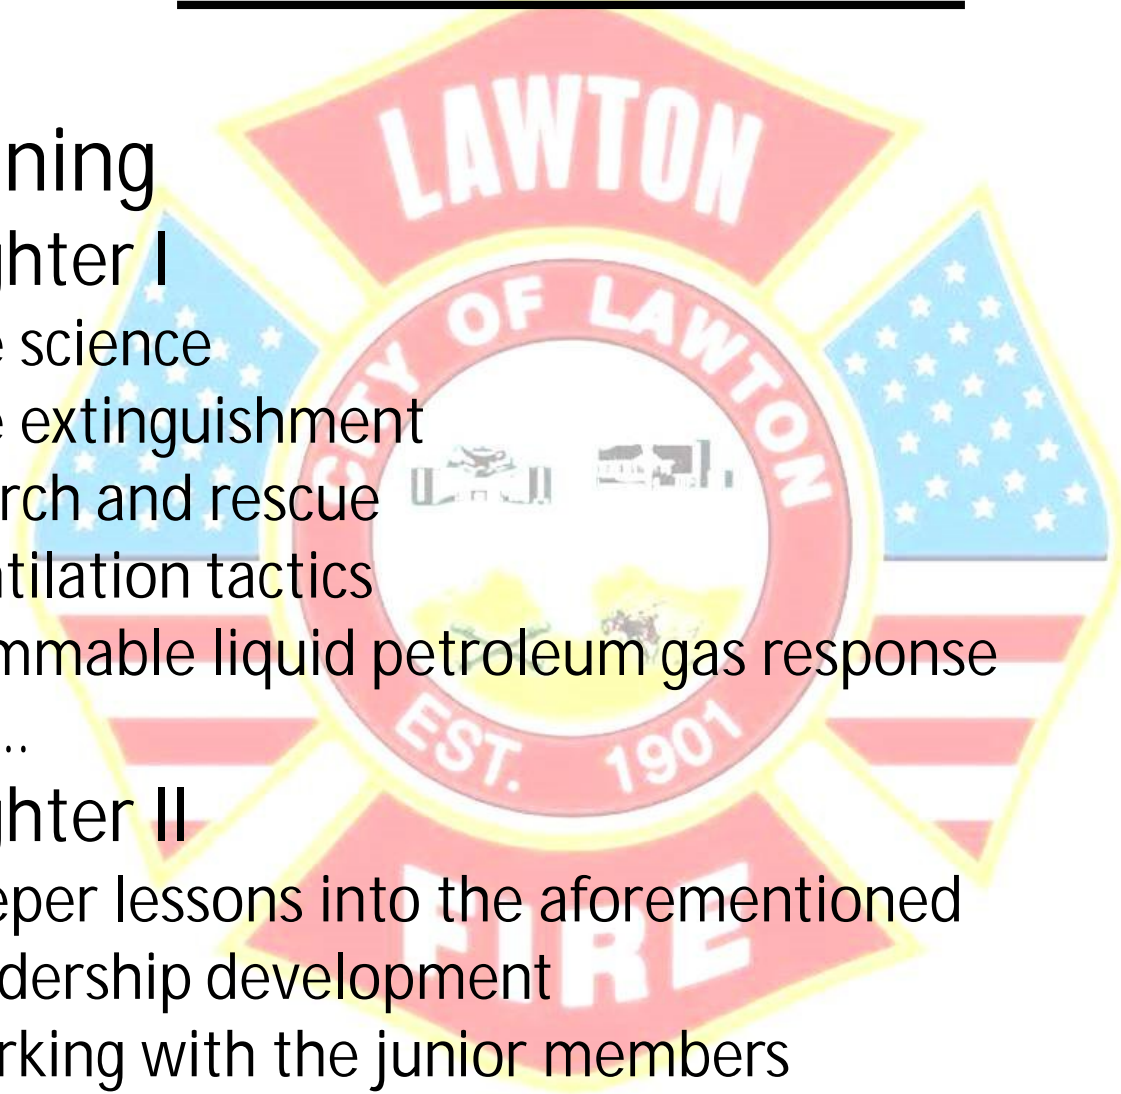 LAWTON
ning
hter I
e science
CITY OF LAWTON
e extinguishment
rch and rescue
tilation tactics
mmable liquid petroleum gas response
EST. 1901
...
hter II
eper lessons into the aforementioned
FIRE
dership development
rking with the junior members